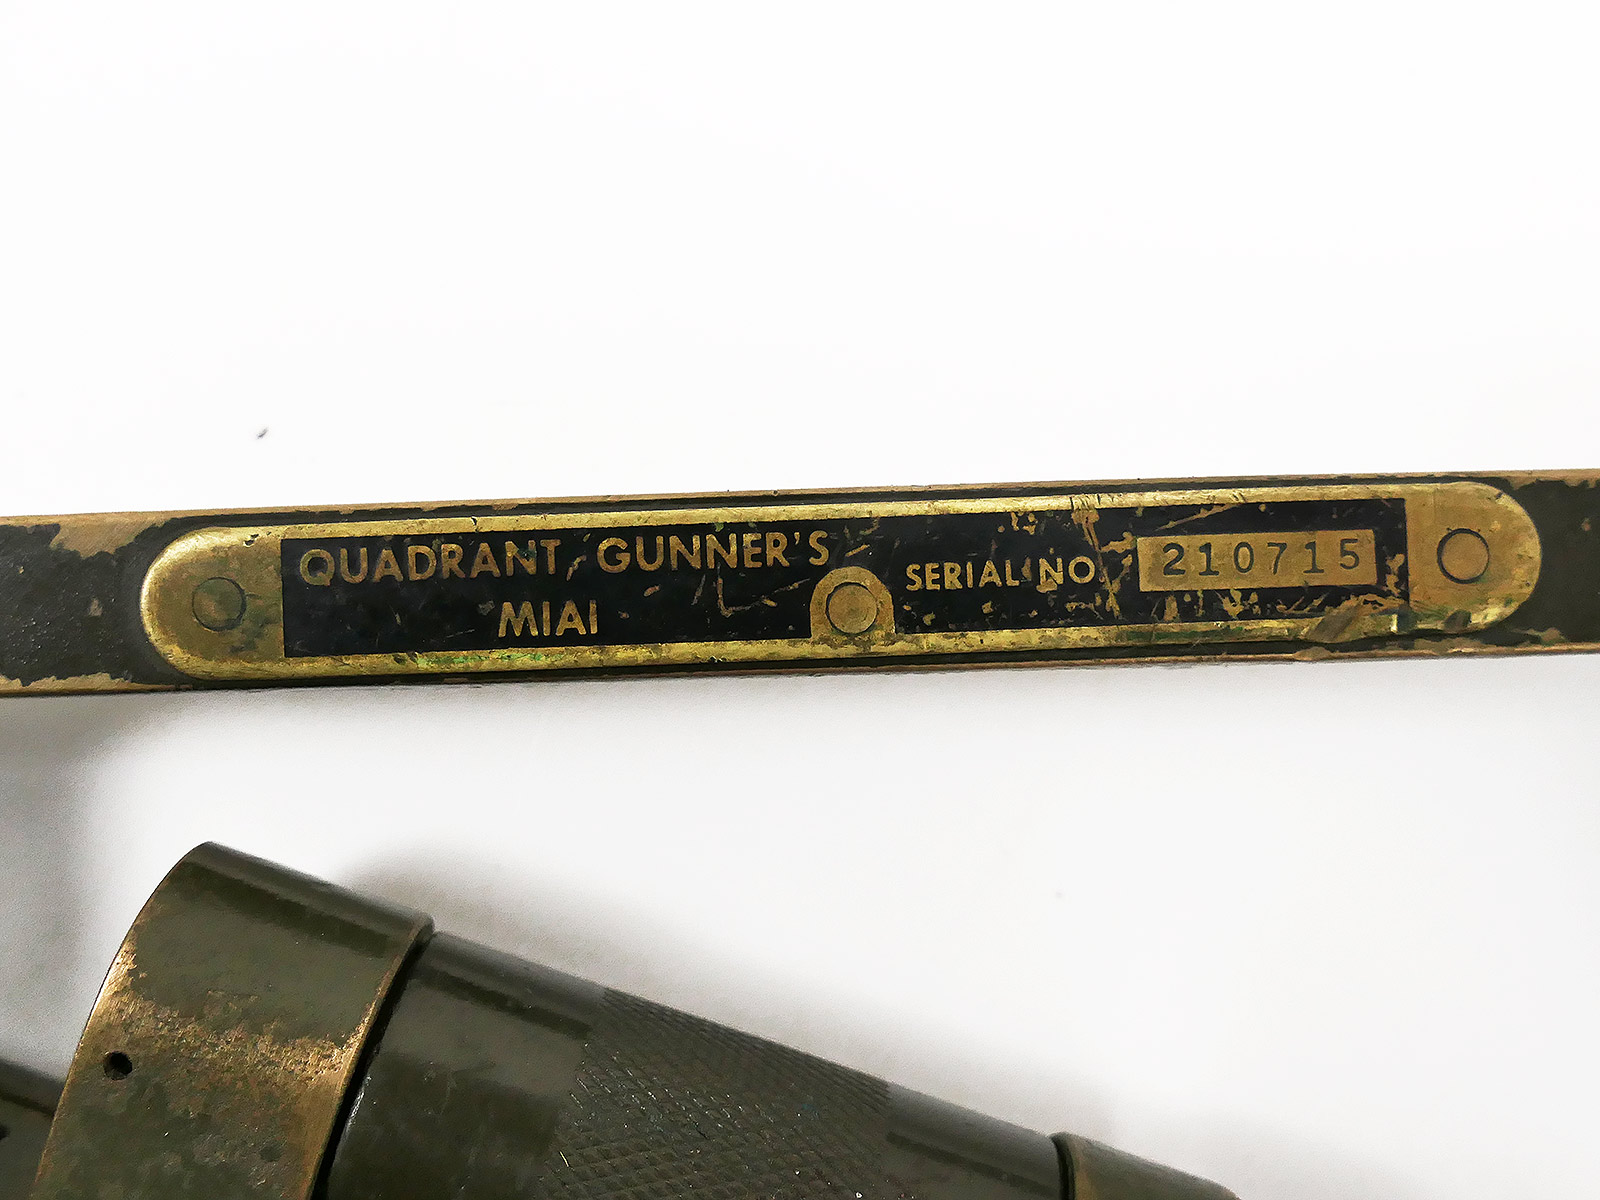 QUADRANT, GUNNER'S
MIAI
SERIAL NO. 210715